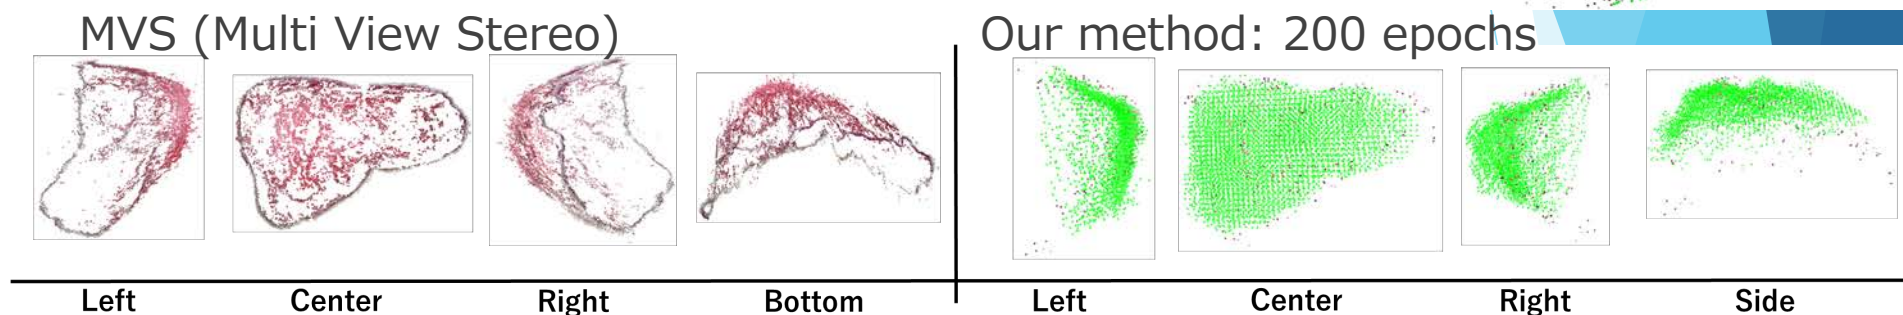 MVS (Multi View Stereo)
Our method: 200 epochs
Left Center Right Bottom
Left Center Right Side